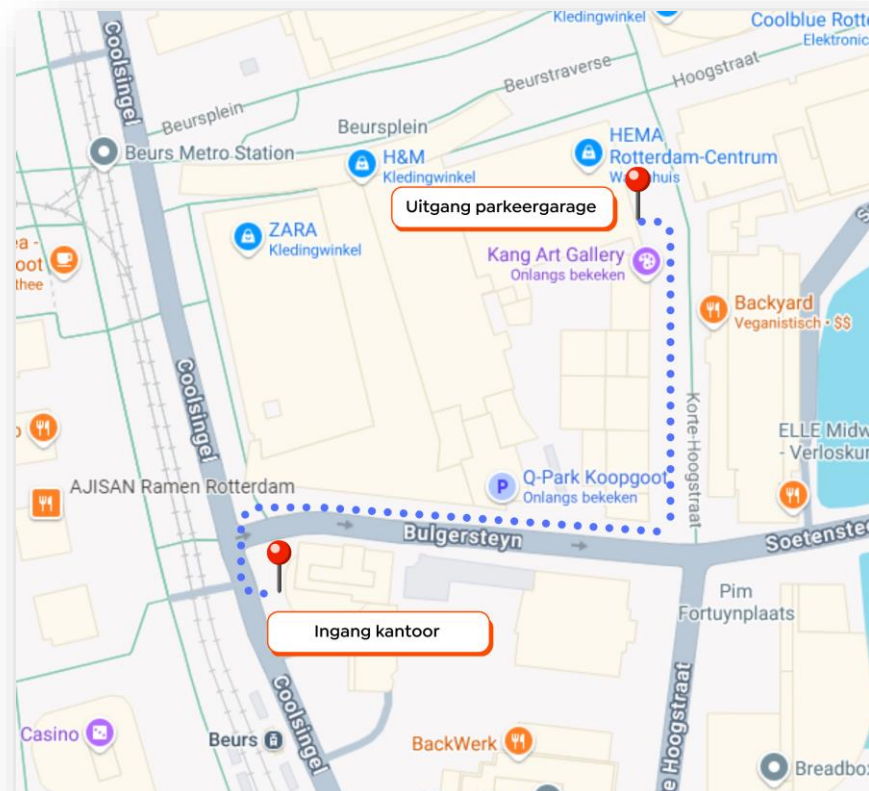 Kledingwinkel
Coolblue Rotte
Elektronic
Coolsingel
Beurstraverse
Hoogstraat
Beursplein
Beursplein
Beurs Metro Station
H&M
Kledingwinkel
HEMA
Rotterdam-Centrum
Uitgang parkeergarage
ZARA
Kledingwinkel
Kang Art Gallery
Onlangs bekeken
Backyard
Veganistisch • $$
Coolsingel
Korte-Hoogstraat
ELLE Midw
- Verloskun
AJISAN Ramen Rotterdam
P
Q-Park Koopgoot
Onlangs bekeken
Bulgersteyn
Soetenstee
Pim
Fortuynplaats
Ingang kantoor
Coolsingel
Casino
Beurs
BackWerk
e Hoogstraat
Breadbox